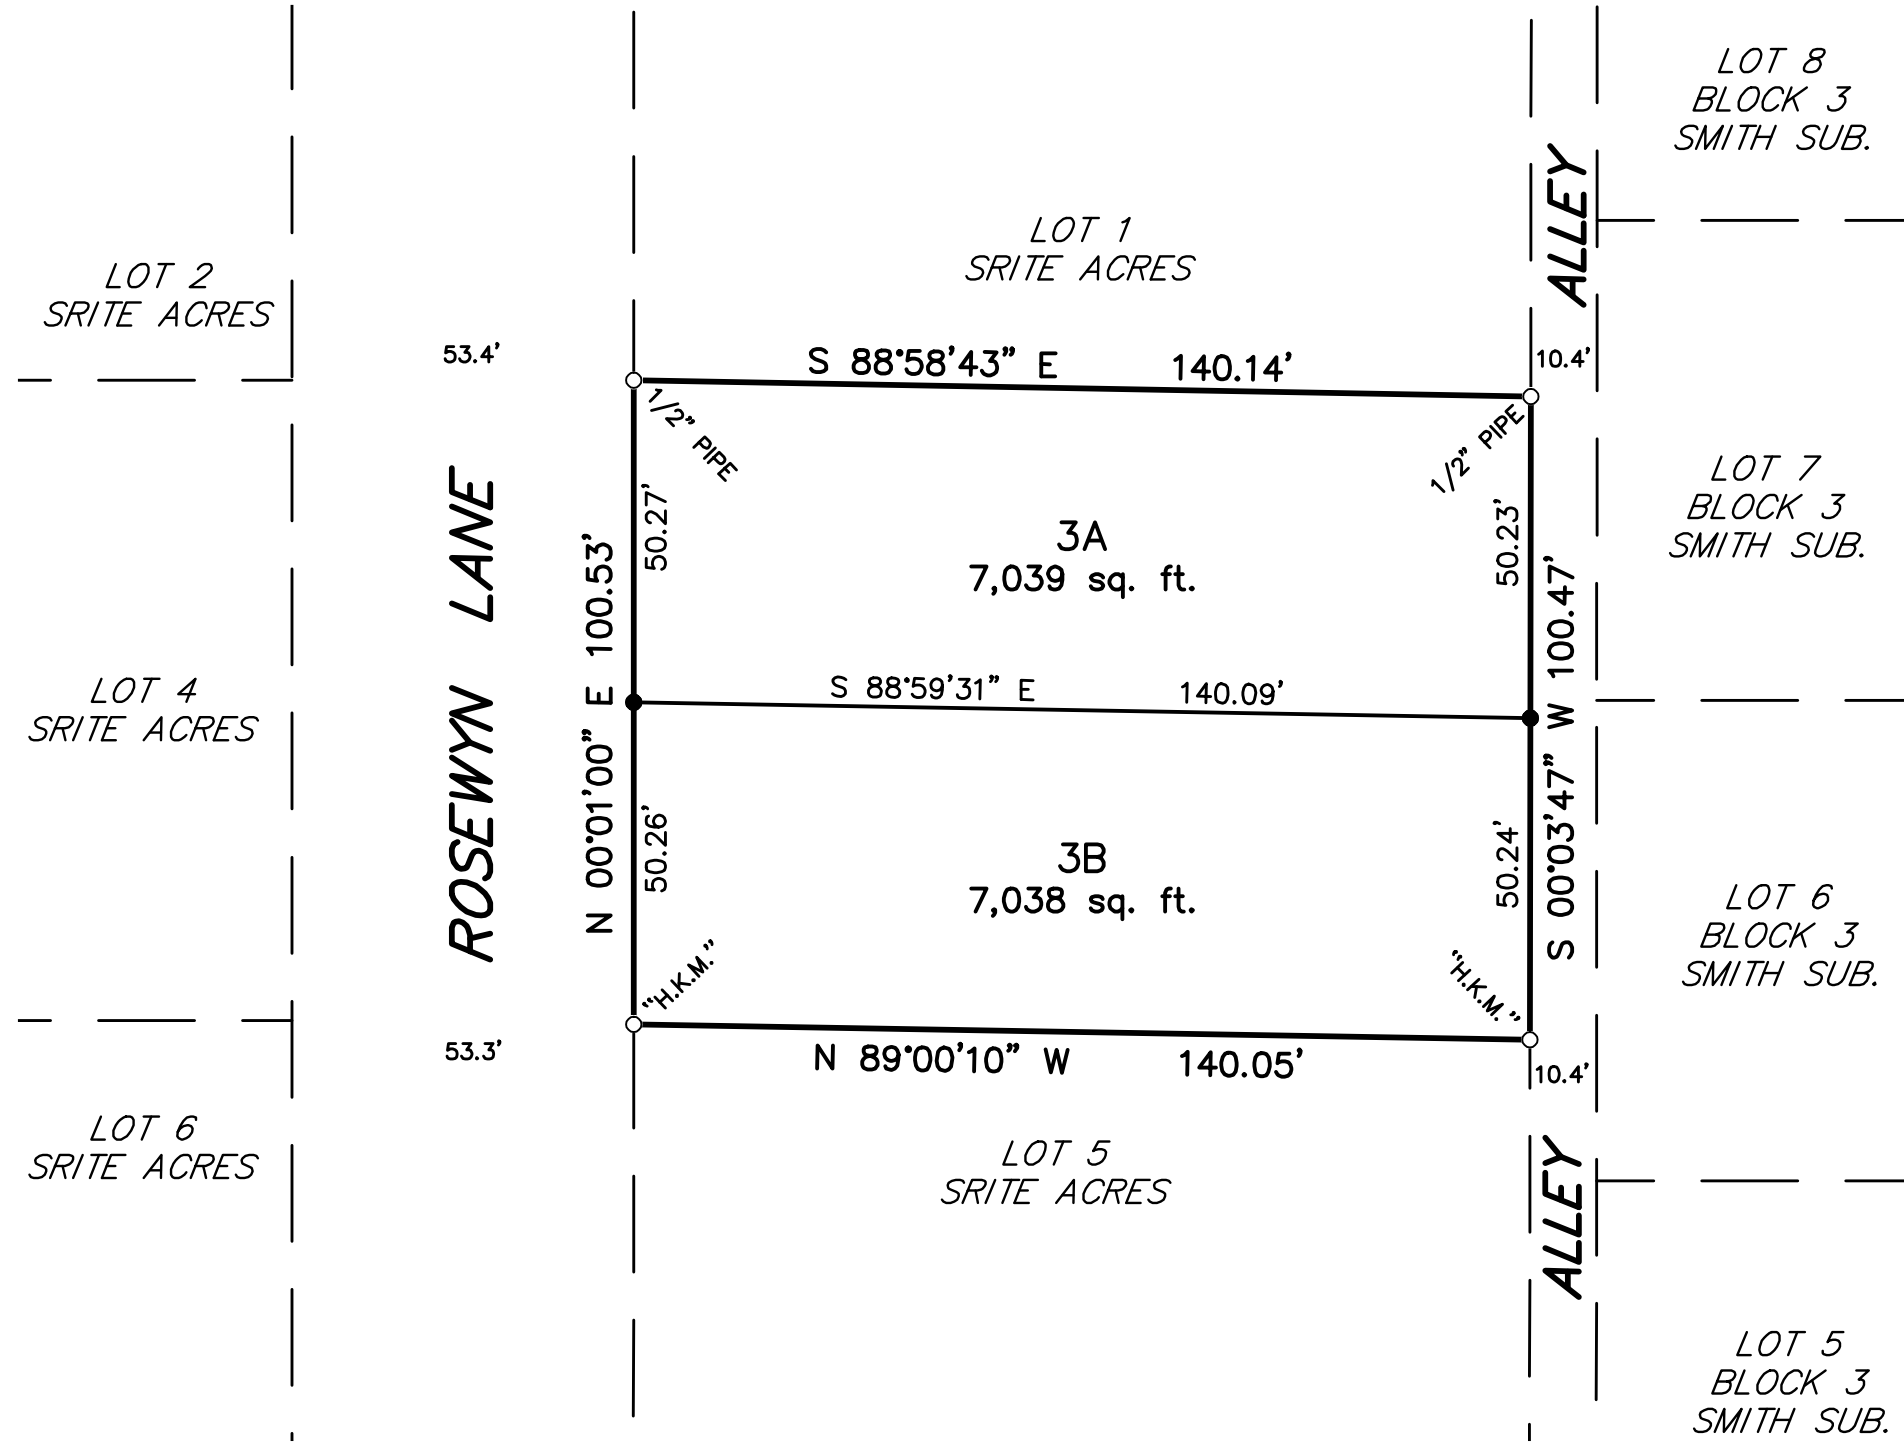 LOT 8
BLOCK 3
SMITH SUB.
ALLEY
LOT 1
SRITE ACRES
LOT 2
SRITE ACRES
53.4'
S 88°58'43" E 140.14'
10.4'
1/2" PIPE
1/2" PIPE
ROSEWYN LANE
N 00°01'00" E 100.53'
50.27'
3A
7,039 sq. ft.
50.23'
S 00°03'47" W 100.47'
LOT 7
BLOCK 3
SMITH SUB.
LOT 4
SRITE ACRES
S 88°59'31" E 140.09'
50.26'
3B
7,038 sq. ft.
50.24'
LOT 6
BLOCK 3
SMITH SUB.
"H.K.M."
"H.K.M."
53.3'
N 89°00'10" W 140.05'
10.4'
LOT 6
SRITE ACRES
LOT 5
SRITE ACRES
ALLEY
LOT 5
BLOCK 3
SMITH SUB.